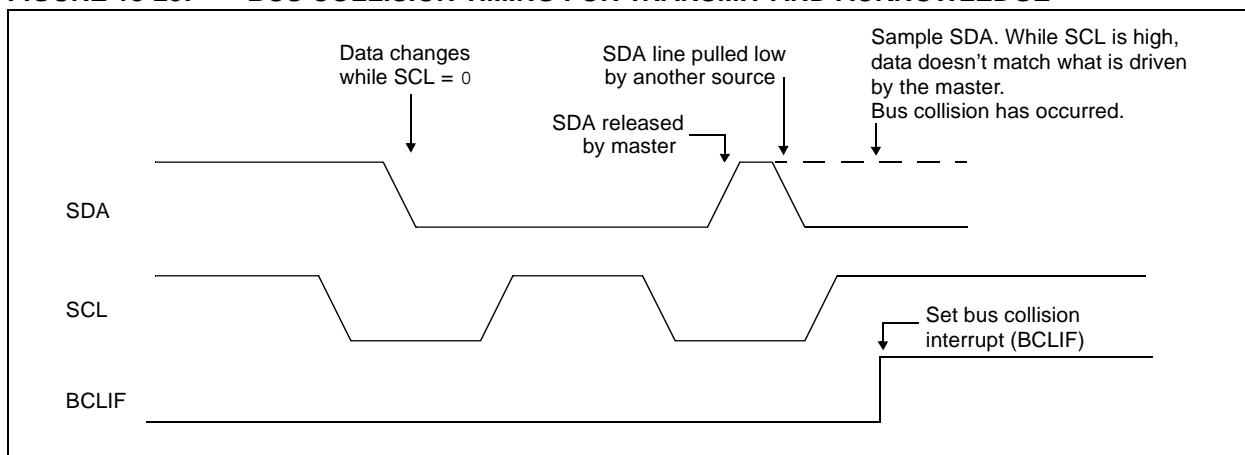 Data changes
while SCL = 0
SDA line pulled low
by another source
SDA released
by master
Sample SDA. While SCL is high,
data doesn't match what is driven
by the master.
Bus collision has occurred.
SDA
SCL
Set bus collision
interrupt (BCLIF)
BCLIF